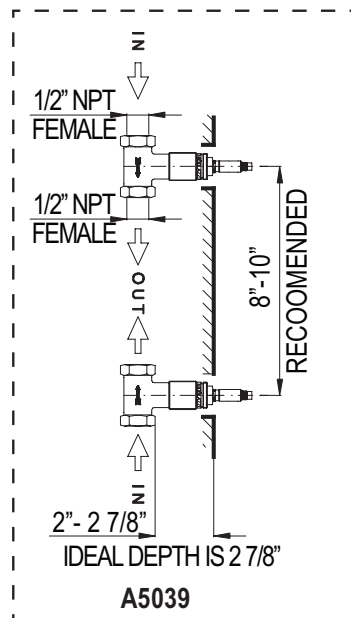 IN
1/2” NPT
FEMALE
1/2” NPT
FEMALE
OUT
8”-10”
RECOOMENDED
IN
2”- 2 7/8”
IDEAL DEPTH IS 2 7/8”
A5039